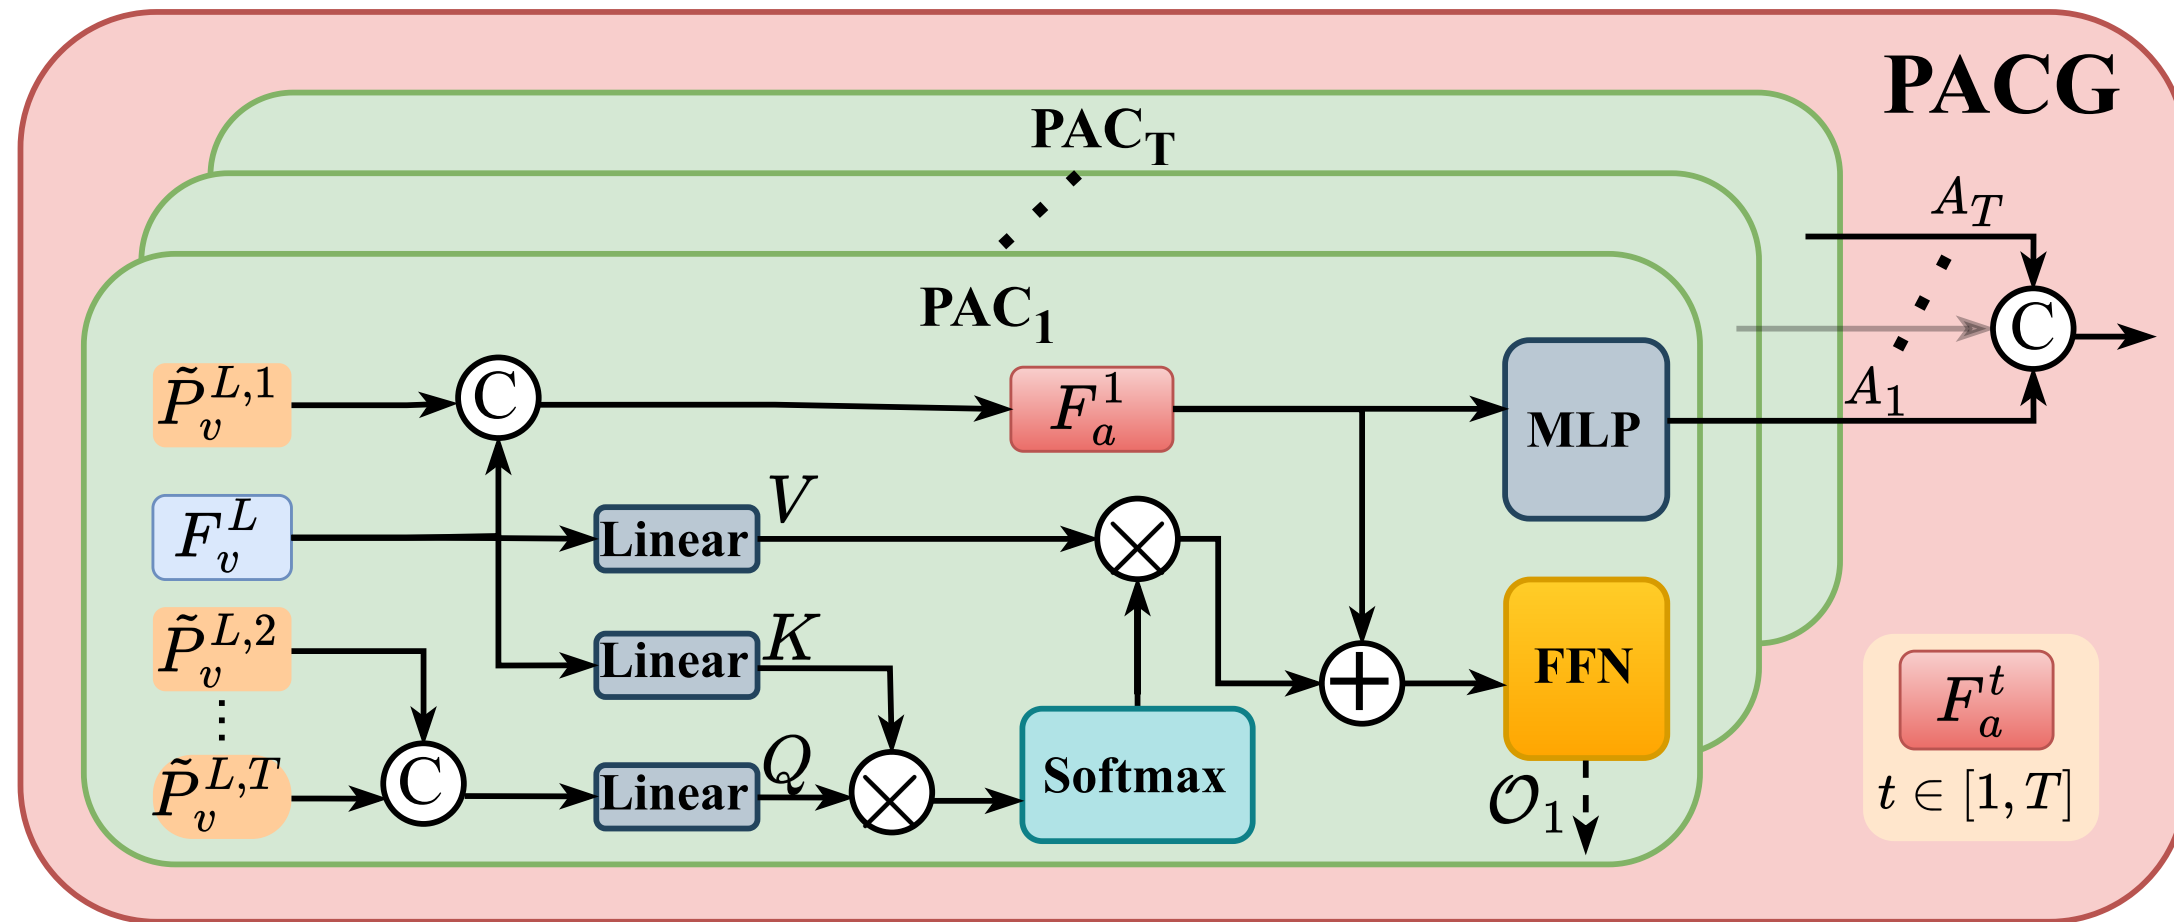 PACG
PAC_T
PAC_1
A_T
A_1
C
P̃_v^{L,1}
C
F_a^1
MLP
F_v^L
Linear
V
P̃_v^{L,2}
Linear
K
FFN
P̃_v^{L,T}
C
Linear
Q
Softmax
𝒪_1
F_a^t
t ∈ [1, T]